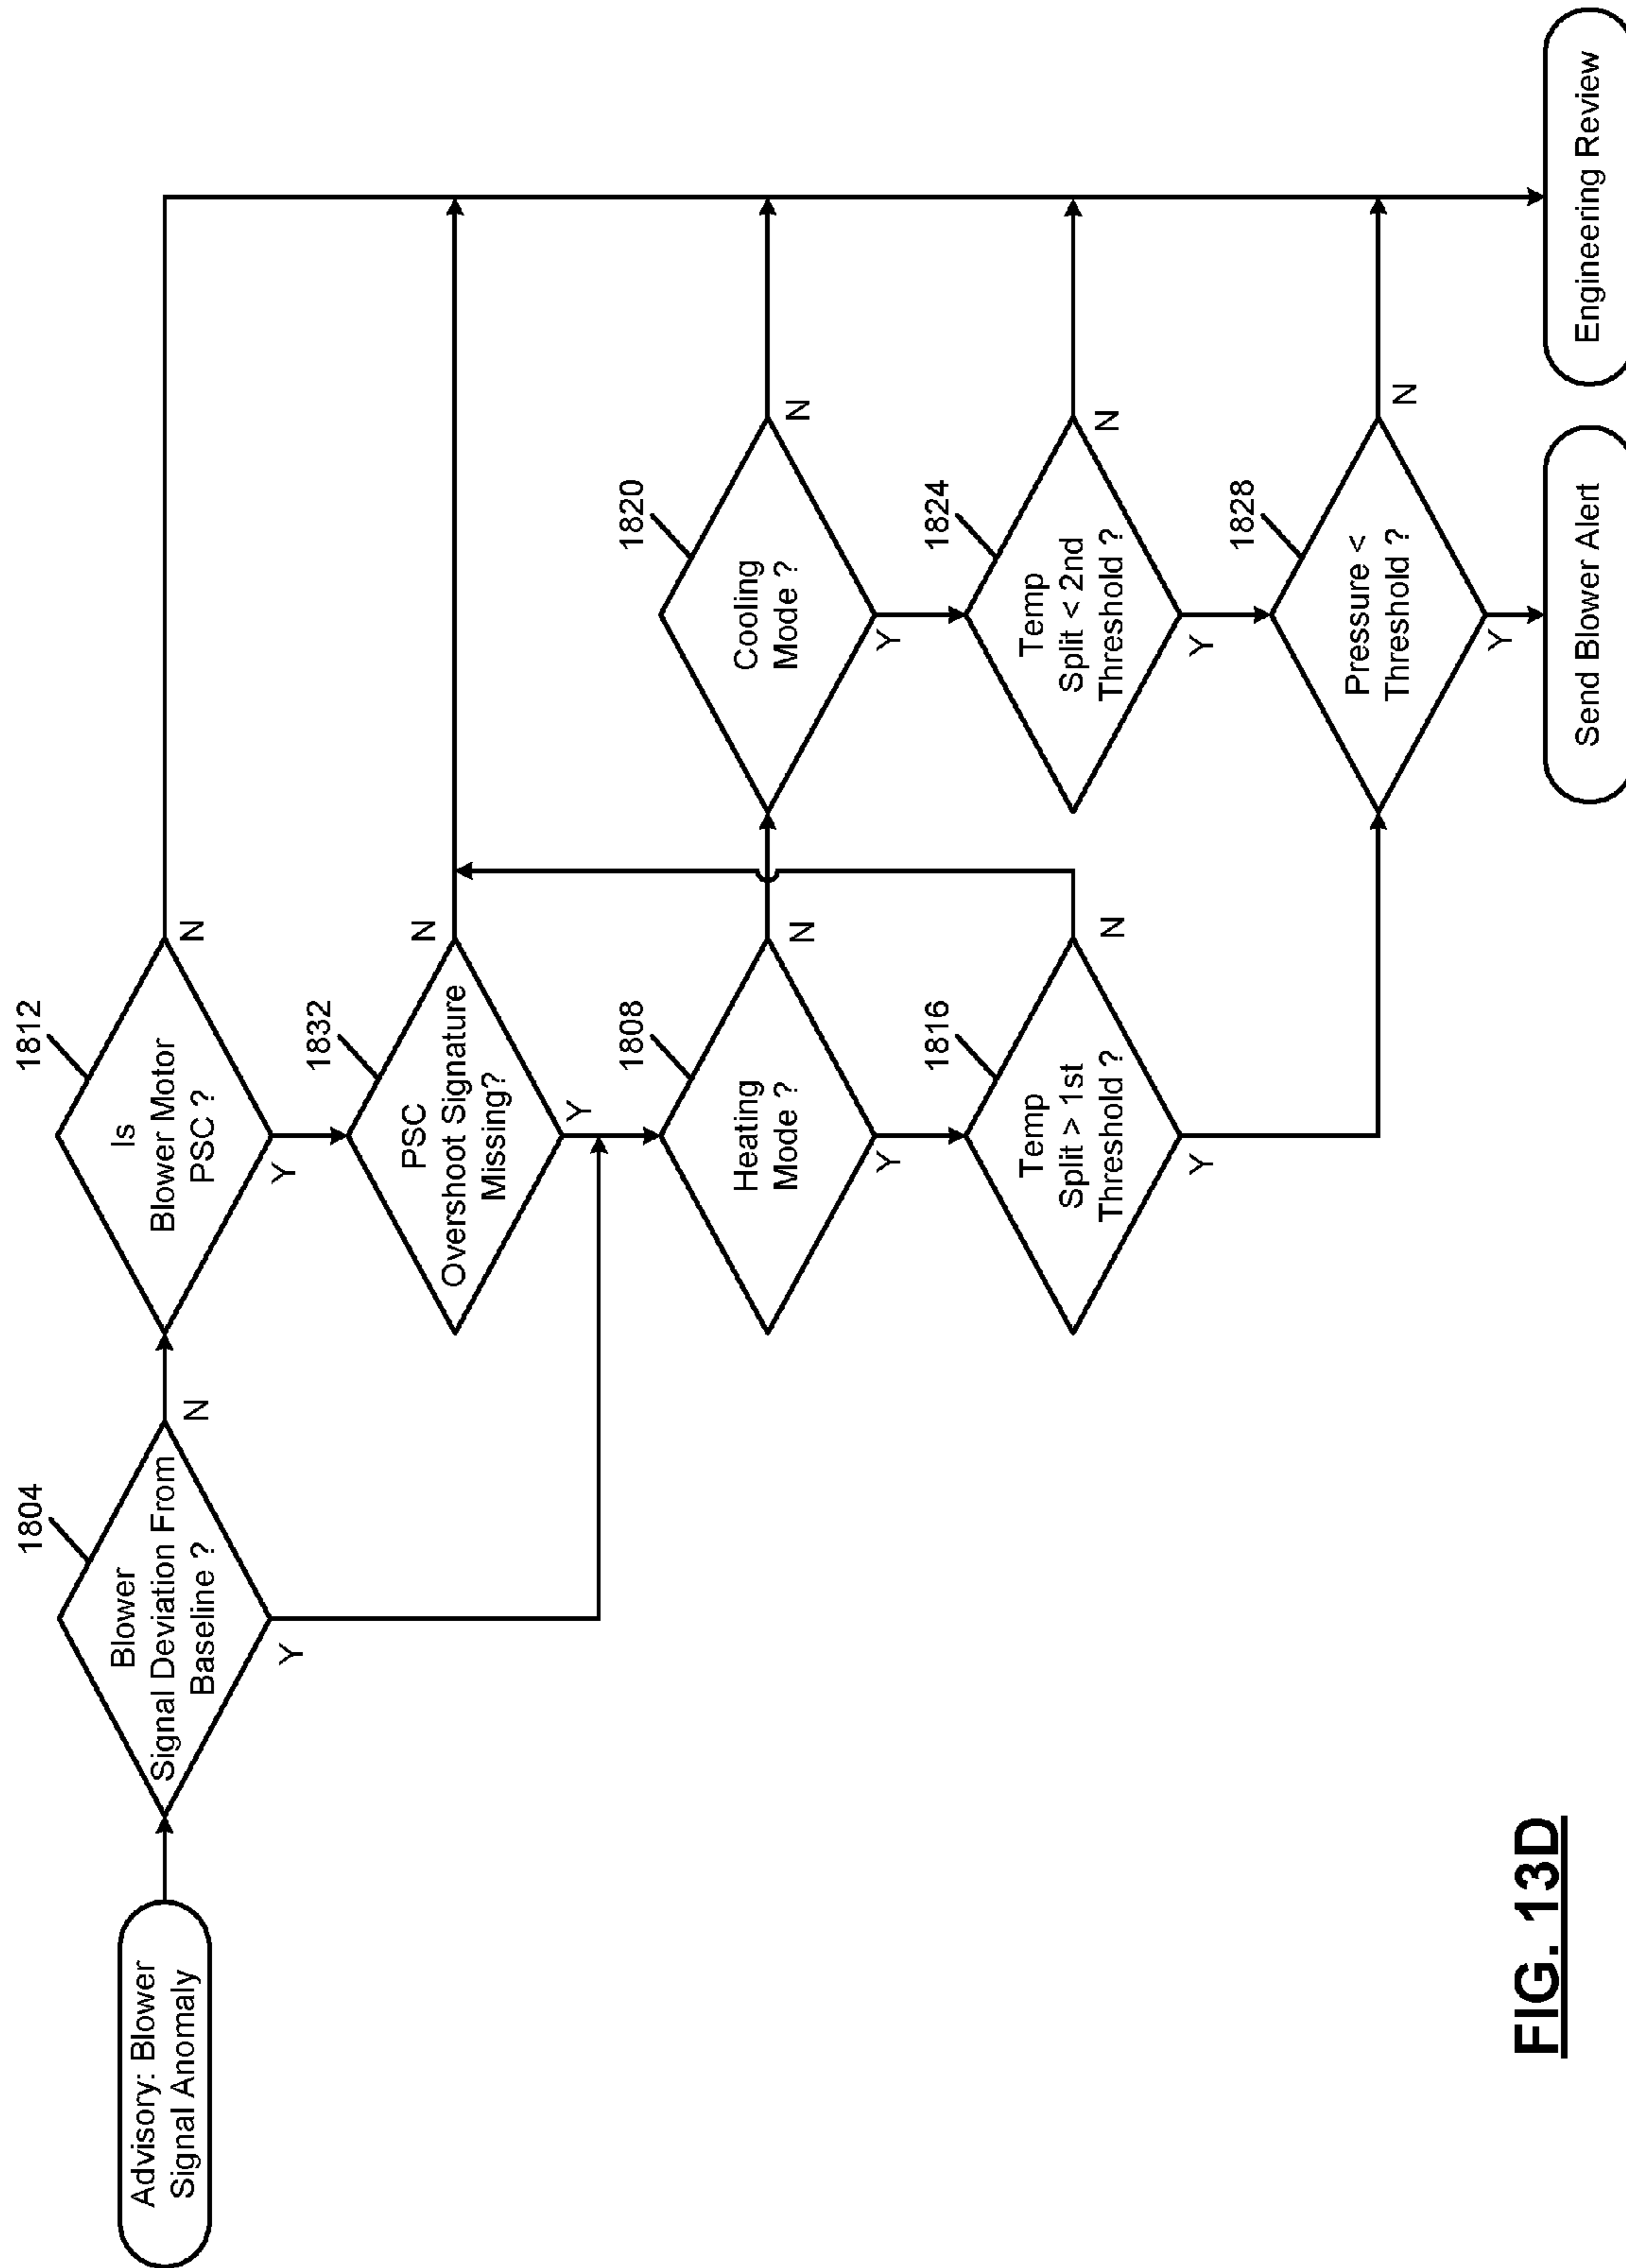 Advisory: Blower
Signal Anomaly
1804
Blower
Signal Deviation From
Baseline ?
N
Y
1812
Is
Blower Motor
PSC ?
N
Y
1832
PSC
Overshoot Signature
Missing?
N
Y
1808
Heating
Mode ?
N
Y
1820
Cooling
Mode ?
N
Y
1816
Temp
Split > 1st
Threshold ?
N
Y
1824
Temp
Split < 2nd
Threshold ?
N
Y
1828
Pressure <
Threshold ?
N
Y
Send Blower Alert
Engineering Review
FIG. 13D